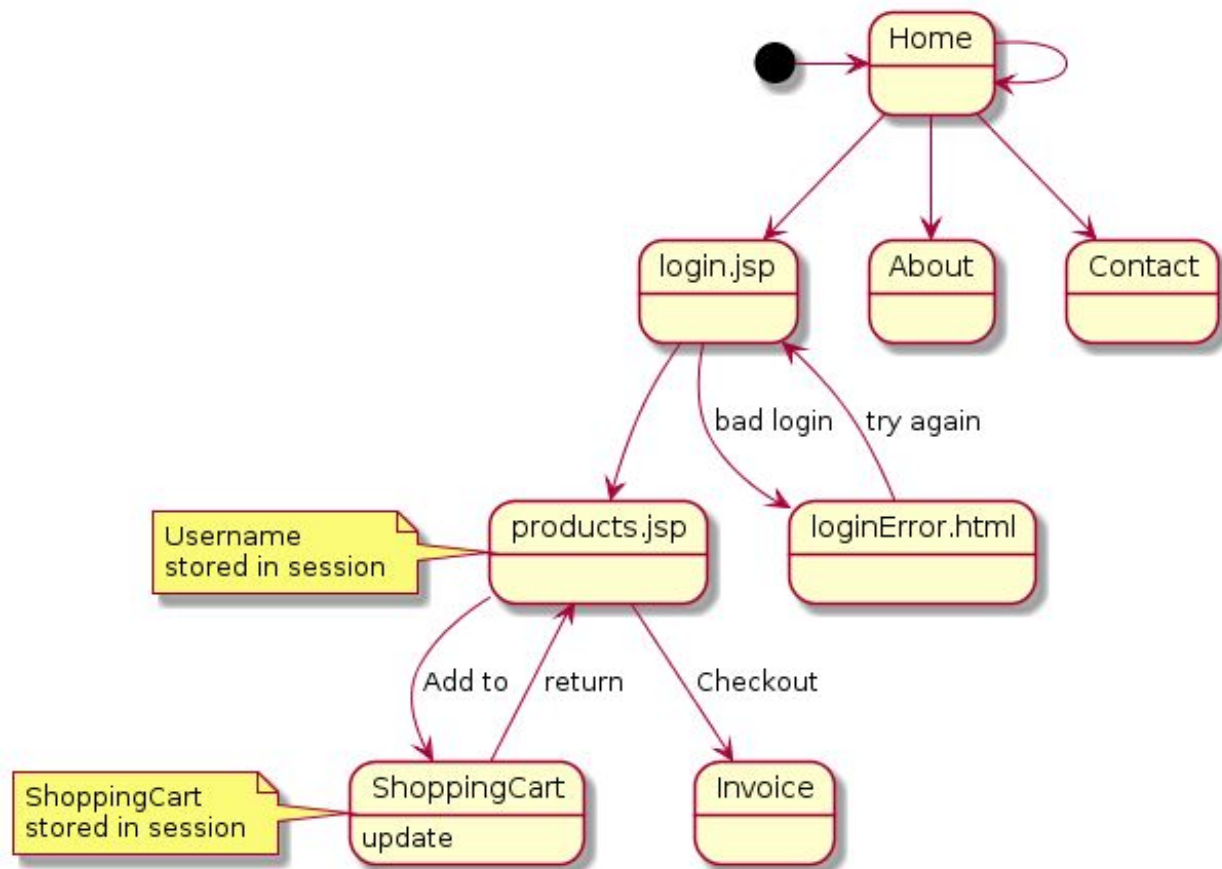 Home
login.jsp
About
Contact
bad login
try again
Username
stored in session
products.jsp
loginError.html
Add to
return
Checkout
ShoppingCart
stored in session
ShoppingCart
update
Invoice